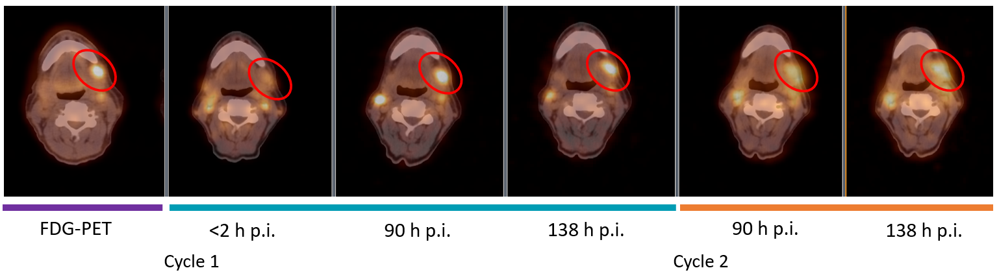 FDG-PET <2 h p.i. 90 h p.i. 138 h p.i. 90 h p.i. 138 h p.i.
Cycle 1 Cycle 2